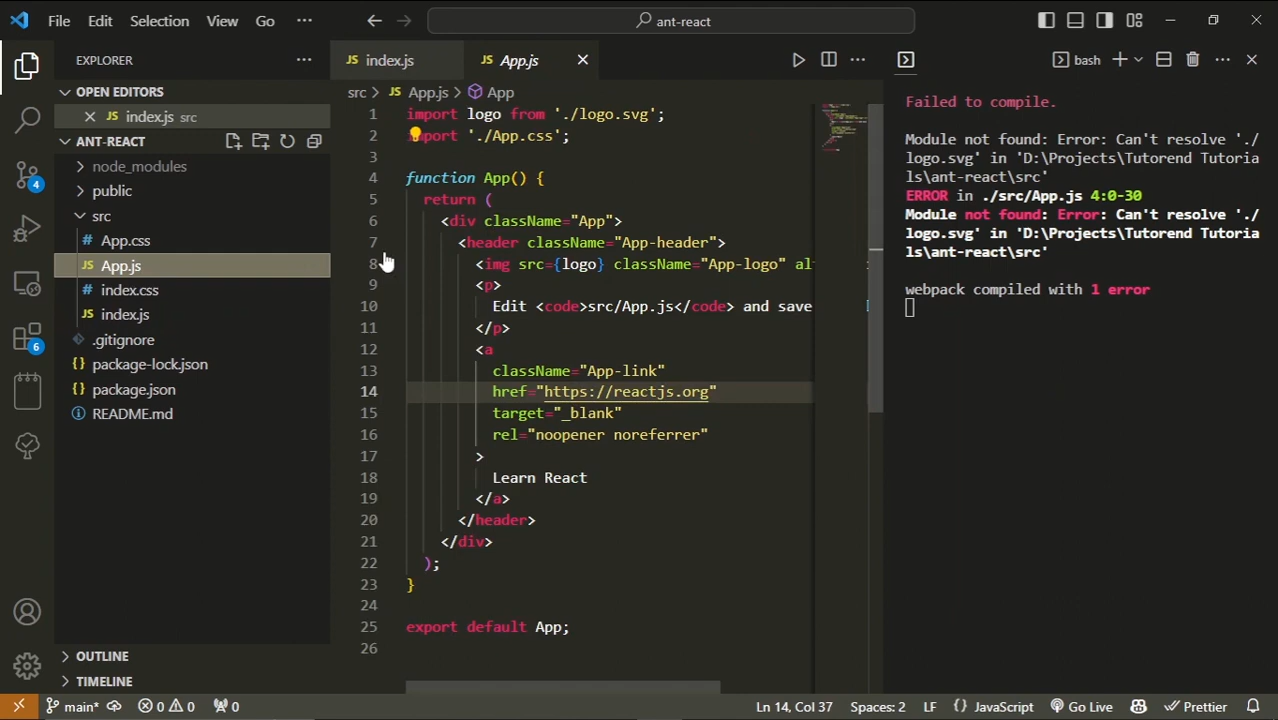 File Edit Selection View Go ···
ant-react
EXPLORER
OPEN EDITORS
index.js src
ANT-REACT
node_modules
public
src
# App.css
JS App.js
# index.css
JS index.js
.gitignore
{} package-lock.json
{} package.json
README.md
OUTLINE
TIMELINE
4
6
JS index.js
JS App.js
src > JS App.js > App
1 import logo from './logo.svg';
2 import './App.css';
3
4 function App() {
5 return (
6 <div className="App">
7 <header className="App-header">
8 <img src={logo} className="App-logo" al
9 <p>
10 Edit <code>src/App.js</code> and save
11 </p>
12 <a
13 className="App-link"
14 href="https://reactjs.org"
15 target="_blank"
16 rel="noopener noreferrer"
17 >
18 Learn React
19 </a>
20 </header>
21 </div>
22 );
23 }
24
25 export default App;
26
bash
Failed to compile.
Module not found: Error: Can't resolve './
logo.svg' in 'D:\Projects\Tutorend Tutoria
ls\ant-react\src'
ERROR in ./src/App.js 4:0-30
Module not found: Error: Can't resolve './
logo.svg' in 'D:\Projects\Tutorend Tutoria
ls\ant-react\src'
webpack compiled with 1 error
main* 0 0 0 Ln 14, Col 37 Spaces: 2 LF {} JavaScript Go Live Prettier